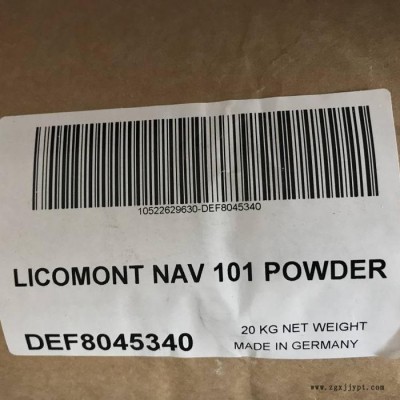 10522629630-DEF8045340
LICOMONT NAV 101 POWDER
DEF8045340
20 KG NET WEIGHT
MADE IN GERMANY
www.zgxjjypt.com